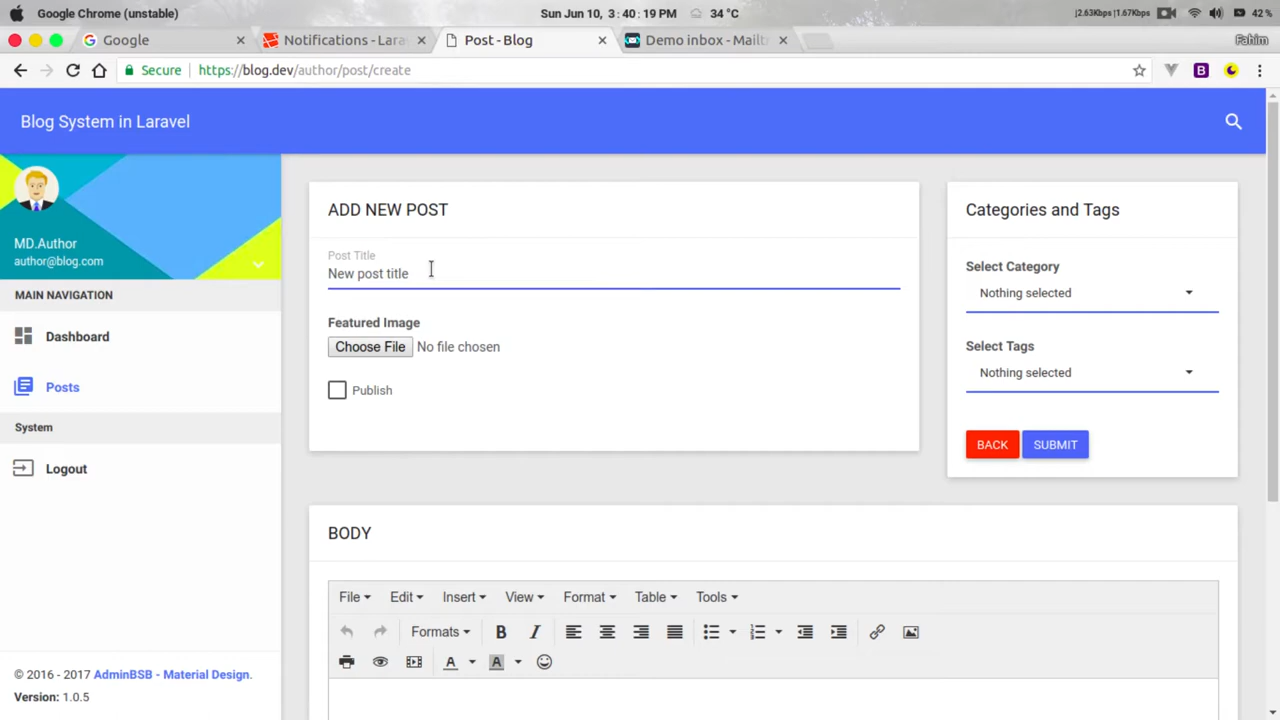 Google Chrome (unstable) Sun Jun 10, 3:40:19 PM 34 °C |2.63Kbps|1.67Kbps 42 %
Google Notifications - Lara Post - Blog Demo inbox - Mailt Fahim
Secure https://blog.dev/author/post/create
Blog System in Laravel
MD.Author
author@blog.com
MAIN NAVIGATION
Dashboard
Posts
System
Logout
© 2016 - 2017 AdminBSB - Material Design.
Version: 1.0.5
ADD NEW POST
Post Title
New post title
Featured Image
Choose File No file chosen
Publish
Categories and Tags
Select Category
Nothing selected
Select Tags
Nothing selected
BACK SUBMIT
BODY
File Edit Insert View Format Table Tools
Formats B I A A